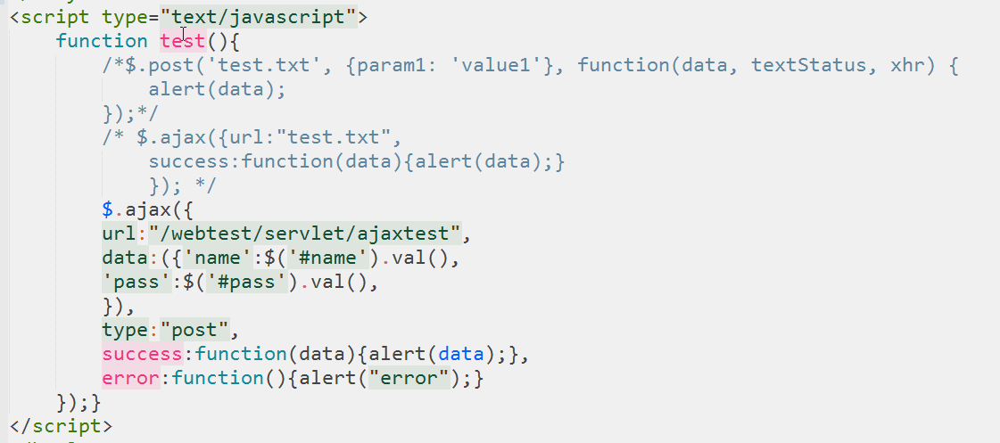 <script type="text/javascript">
    function test(){
        /*$.post('test.txt', {param1: 'value1'}, function(data, textStatus, xhr) {
            alert(data);
        });*/
        /* $.ajax({url:"test.txt",
            success:function(data){alert(data);}
            }); */
        $.ajax({
        url:"/webtest/servlet/ajaxtest",
        data:({'name':$('#name').val(),
        'pass':$('#pass').val(),
        }),
        type:"post",
        success:function(data){alert(data);},
        error:function(){alert("error");}
    });}
</script>